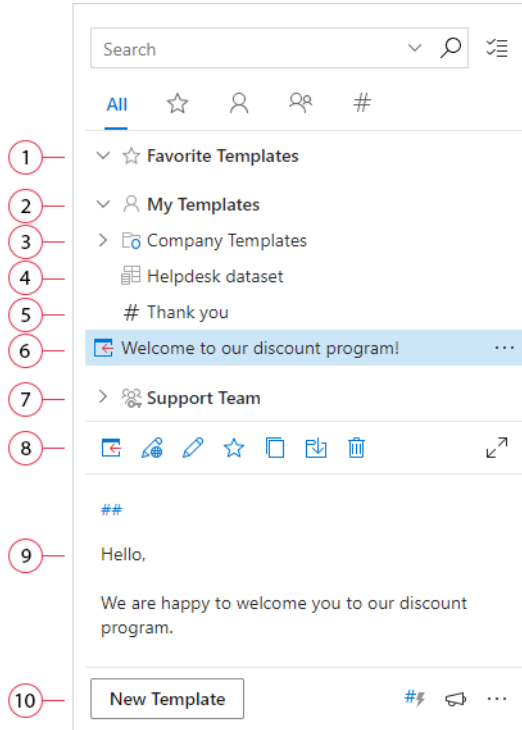 Search
All #
1 Favorite Templates
2 My Templates
3 Company Templates
4 Helpdesk dataset
5 # Thank you
6 Welcome to our discount program! ...
7 Support Team
8
##
9 Hello,
We are happy to welcome you to our discount
program.
10 New Template # ...